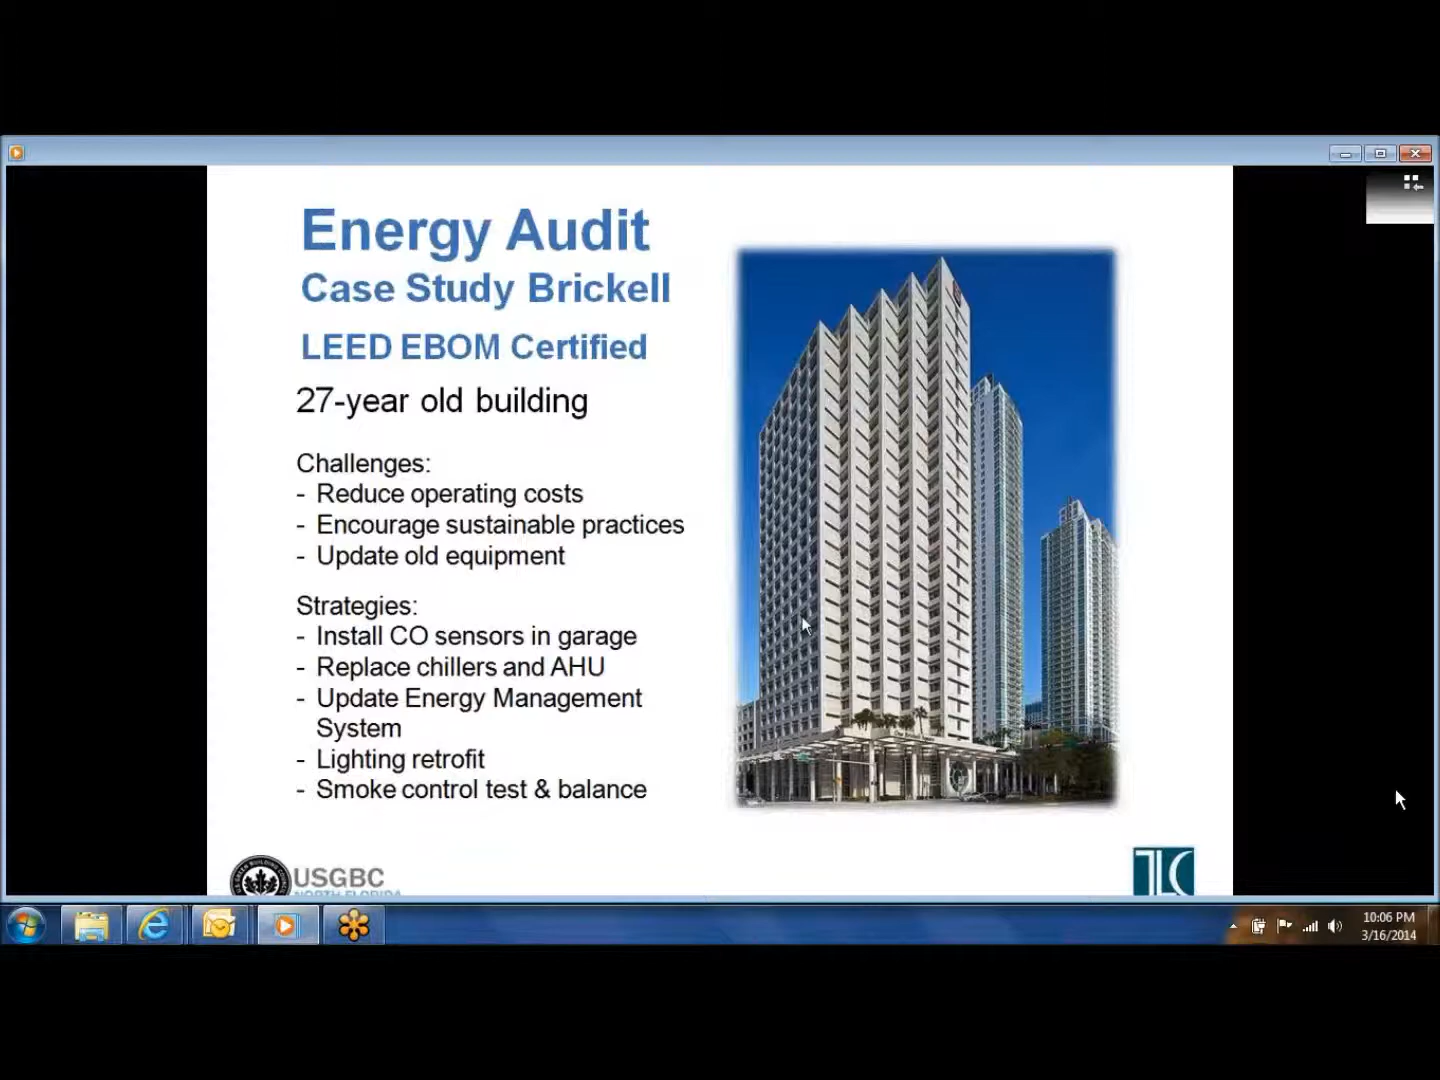 Energy Audit
Case Study Brickell
LEED EBOM Certified
27-year old building
Challenges:
- Reduce operating costs
- Encourage sustainable practices
- Update old equipment
Strategies:
- Install CO sensors in garage
- Replace chillers and AHU
- Update Energy Management
System
- Lighting retrofit
- Smoke control test & balance
USGBC
NORTH FLORIDA
TLC
10:06 PM
3/16/2014